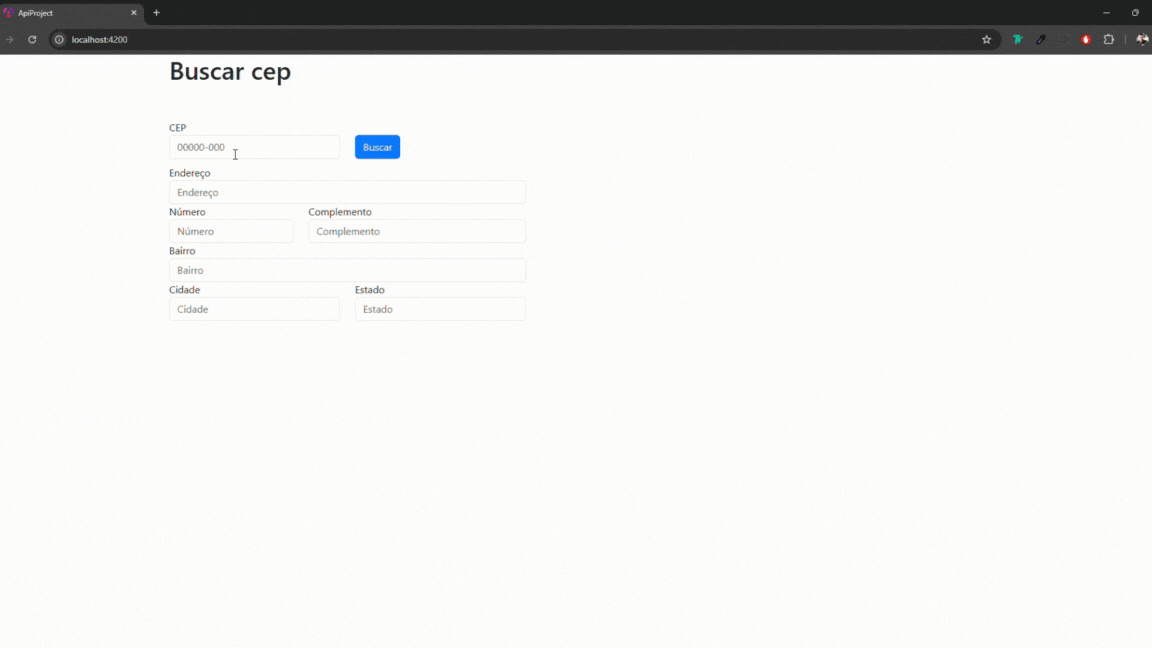 ApiProject
localhost:4200
Buscar cep
CEP
00000-000
Buscar
Endereço
Endereço
Número
Complemento
Número
Complemento
Bairro
Bairro
Cidade
Estado
Cidade
Estado